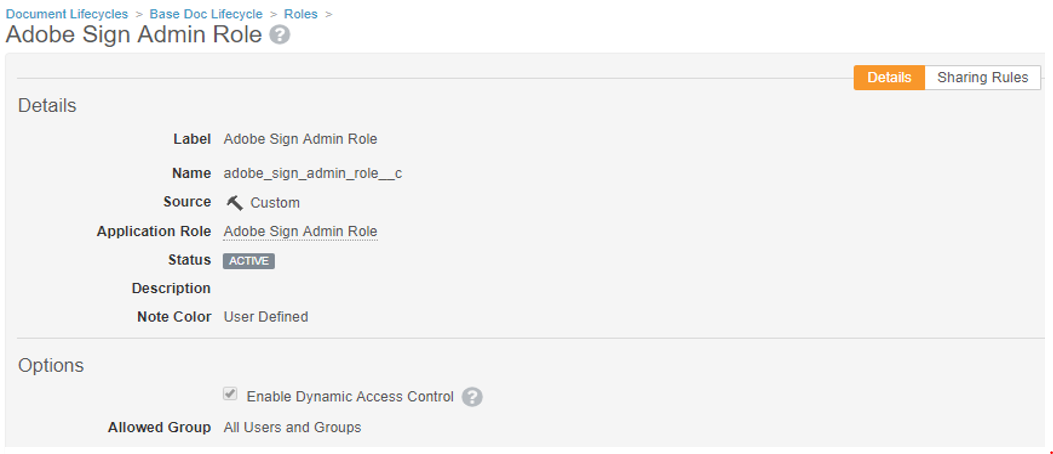 Document Lifecycles > Base Doc Lifecycle > Roles >
Adobe Sign Admin Role ?
Details Sharing Rules
Details
Label Adobe Sign Admin Role
Name adobe_sign_admin_role__c
Source Custom
Application Role Adobe Sign Admin Role
Status ACTIVE
Description
Note Color User Defined
Options
Enable Dynamic Access Control ?
Allowed Group All Users and Groups